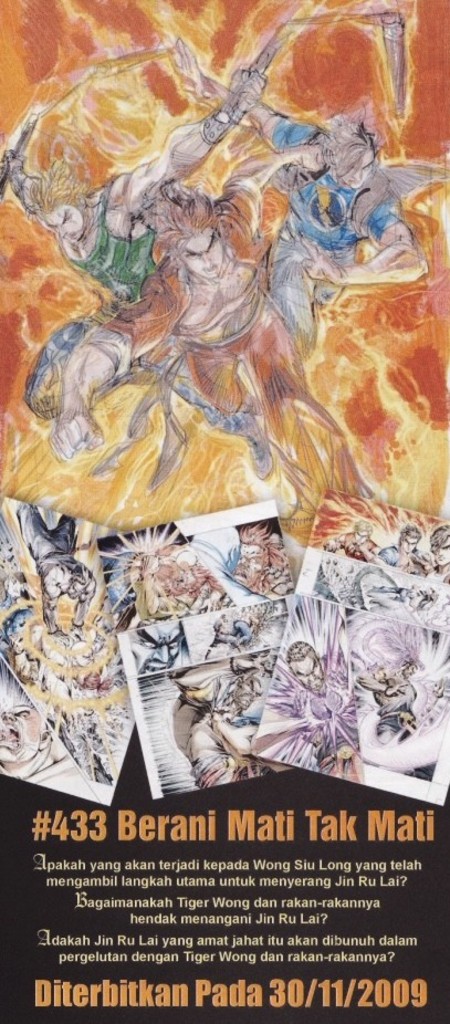 #433 Berani Mati Tak Mati
Apakah yang akan terjadi kepada Wong Siu Long yang telah
mengambil langkah utama untuk menyerang Jin Ru Lai?
Bagaimanakah Tiger Wong dan rakan-rakannya
hendak menangani Jin Ru Lai?
Adakah Jin Ru Lai yang amat jahat itu akan dibunuh dalam
pergelutan dengan Tiger Wong dan rakan-rakannya?
Diterbitkan Pada 30/11/2009